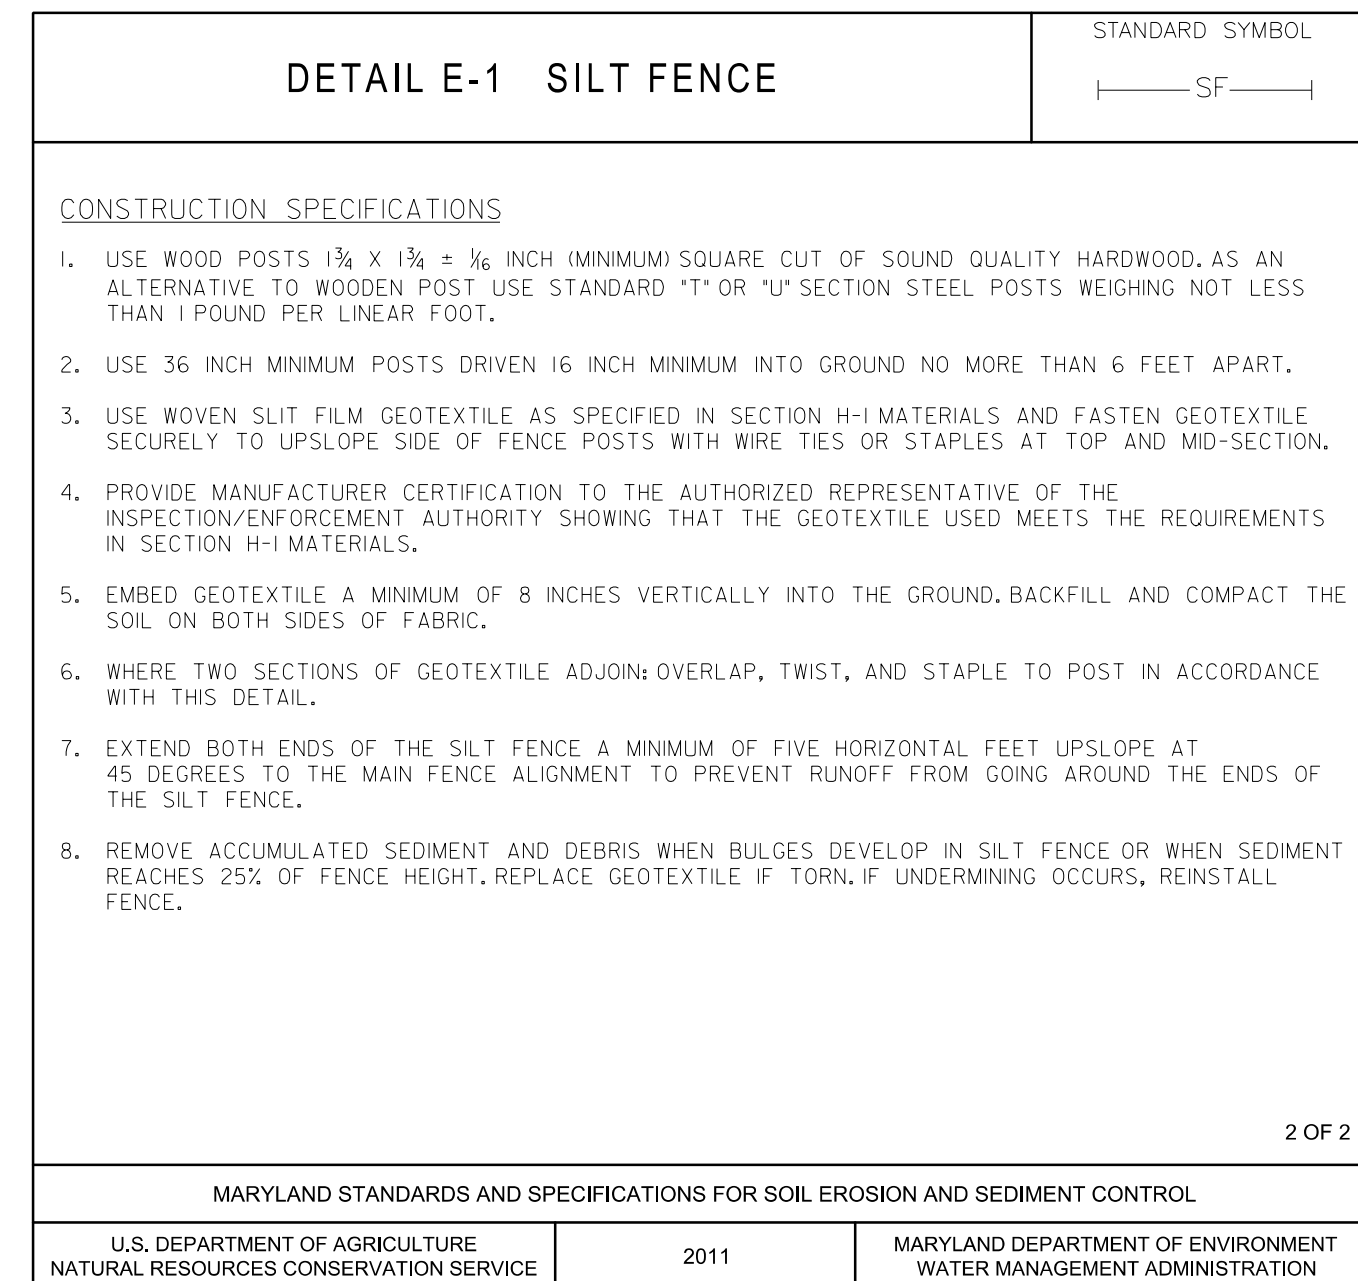 DETAIL E-1 SILT FENCE
STANDARD SYMBOL
SF
CONSTRUCTION SPECIFICATIONS
1. USE WOOD POSTS 1¾ X 1¾ ± 1⁄16 INCH (MINIMUM) SQUARE CUT OF SOUND QUALITY HARDWOOD. AS AN
ALTERNATIVE TO WOODEN POST USE STANDARD "T" OR "U" SECTION STEEL POSTS WEIGHING NOT LESS
THAN 1 POUND PER LINEAR FOOT.
2. USE 36 INCH MINIMUM POSTS DRIVEN 16 INCH MINIMUM INTO GROUND NO MORE THAN 6 FEET APART.
3. USE WOVEN SLIT FILM GEOTEXTILE AS SPECIFIED IN SECTION H-1 MATERIALS AND FASTEN GEOTEXTILE
SECURELY TO UPSLOPE SIDE OF FENCE POSTS WITH WIRE TIES OR STAPLES AT TOP AND MID-SECTION.
4. PROVIDE MANUFACTURER CERTIFICATION TO THE AUTHORIZED REPRESENTATIVE OF THE
INSPECTION/ENFORCEMENT AUTHORITY SHOWING THAT THE GEOTEXTILE USED MEETS THE REQUIREMENTS
IN SECTION H-1 MATERIALS.
5. EMBED GEOTEXTILE A MINIMUM OF 8 INCHES VERTICALLY INTO THE GROUND. BACKFILL AND COMPACT THE
SOIL ON BOTH SIDES OF FABRIC.
6. WHERE TWO SECTIONS OF GEOTEXTILE ADJOIN: OVERLAP, TWIST, AND STAPLE TO POST IN ACCORDANCE
WITH THIS DETAIL.
7. EXTEND BOTH ENDS OF THE SILT FENCE A MINIMUM OF FIVE HORIZONTAL FEET UPSLOPE AT
45 DEGREES TO THE MAIN FENCE ALIGNMENT TO PREVENT RUNOFF FROM GOING AROUND THE ENDS OF
THE SILT FENCE.
8. REMOVE ACCUMULATED SEDIMENT AND DEBRIS WHEN BULGES DEVELOP IN SILT FENCE OR WHEN SEDIMENT
REACHES 25% OF FENCE HEIGHT. REPLACE GEOTEXTILE IF TORN. IF UNDERMINING OCCURS, REINSTALL
FENCE.
2 OF 2
MARYLAND STANDARDS AND SPECIFICATIONS FOR SOIL EROSION AND SEDIMENT CONTROL
U.S. DEPARTMENT OF AGRICULTURE
NATURAL RESOURCES CONSERVATION SERVICE
2011
MARYLAND DEPARTMENT OF ENVIRONMENT
WATER MANAGEMENT ADMINISTRATION